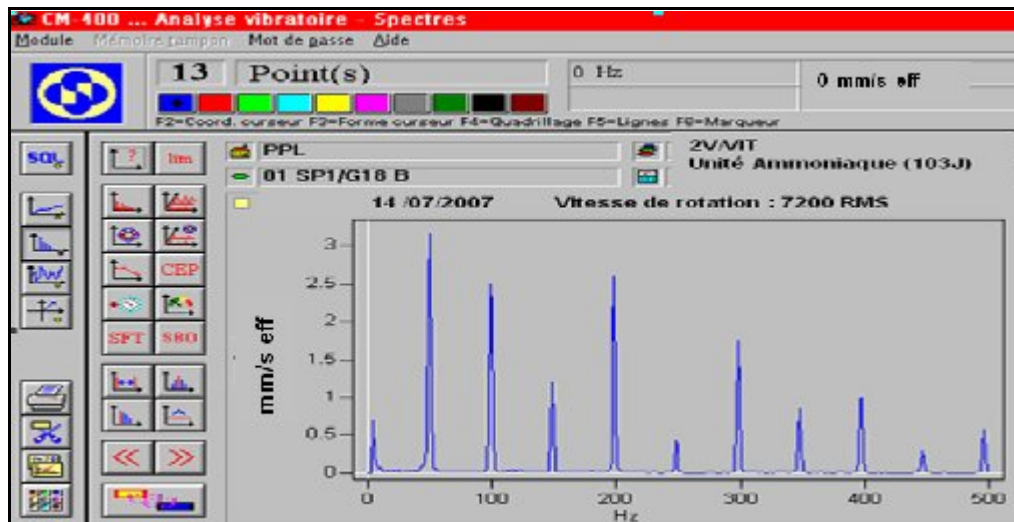 CM-400 ... Analyse vibratoire - Spectres
Module Mémoire tampon Mot de passe Aide
13 Point(s) 0 Hz 0 mm/s eff
F2=Coord. curseur F3=Forme curseur F4=Quadrillage F5=Lignes F6=Marqueur
SQL lim PPL 2V/VIT
Unité Ammoniaque (103J)
01 SP1/G18 B
14 /07/2007 Vitesse de rotation : 7200 RMS
CEP
SFT SBO
mm/s eff
3
2.5
2
1.5
1
0.5
0
0 100 200 300 400 500
Hz